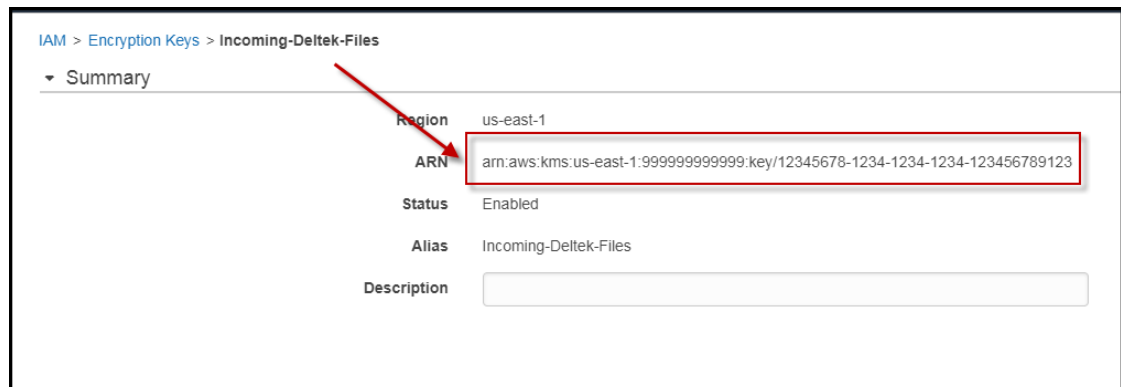 IAM > Encryption Keys > Incoming-Deltek-Files
Summary
Region us-east-1
ARN arn:aws:kms:us-east-1:999999999999:key/12345678-1234-1234-1234-123456789123
Status Enabled
Alias Incoming-Deltek-Files
Description